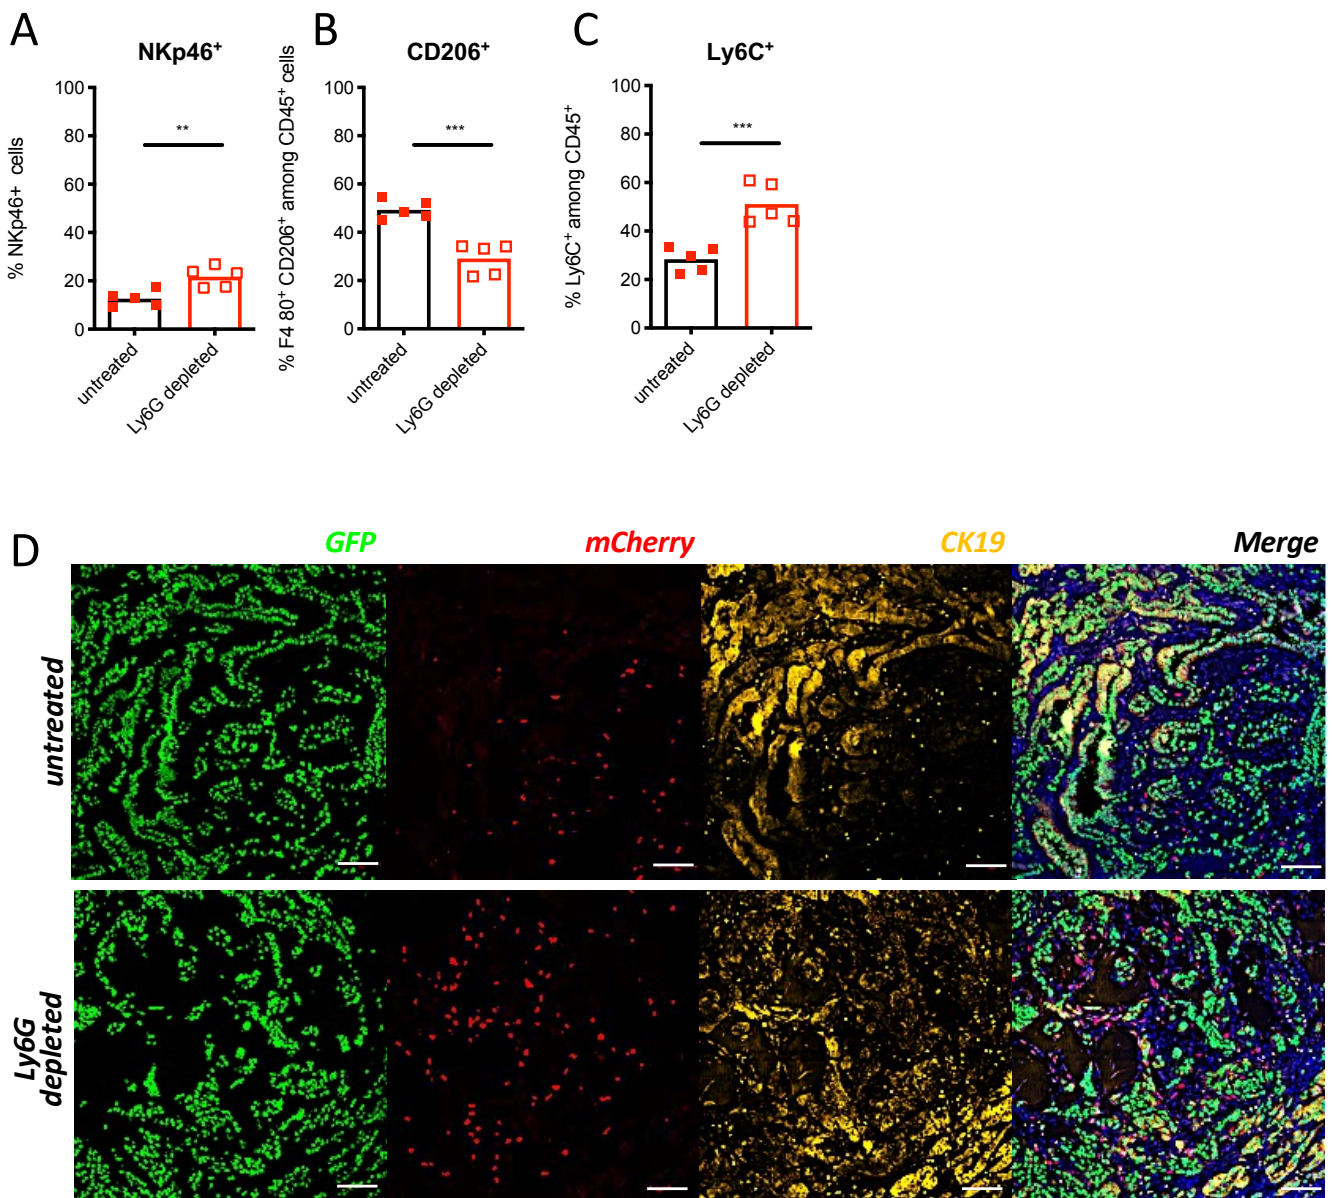 A
NKp46+
% NKp46+ cells
100
80
60
40
20
0
**
untreated
Ly6G depleted
B
CD206+
% F4 80+ CD206+ among CD45+ cells
100
80
60
40
20
0
***
untreated
Ly6G depleted
C
Ly6C+
% Ly6C+ among CD45+
100
80
60
40
20
0
***
untreated
Ly6G depleted
D
GFP
mCherry
CK19
Merge
untreated
Ly6G
depleted